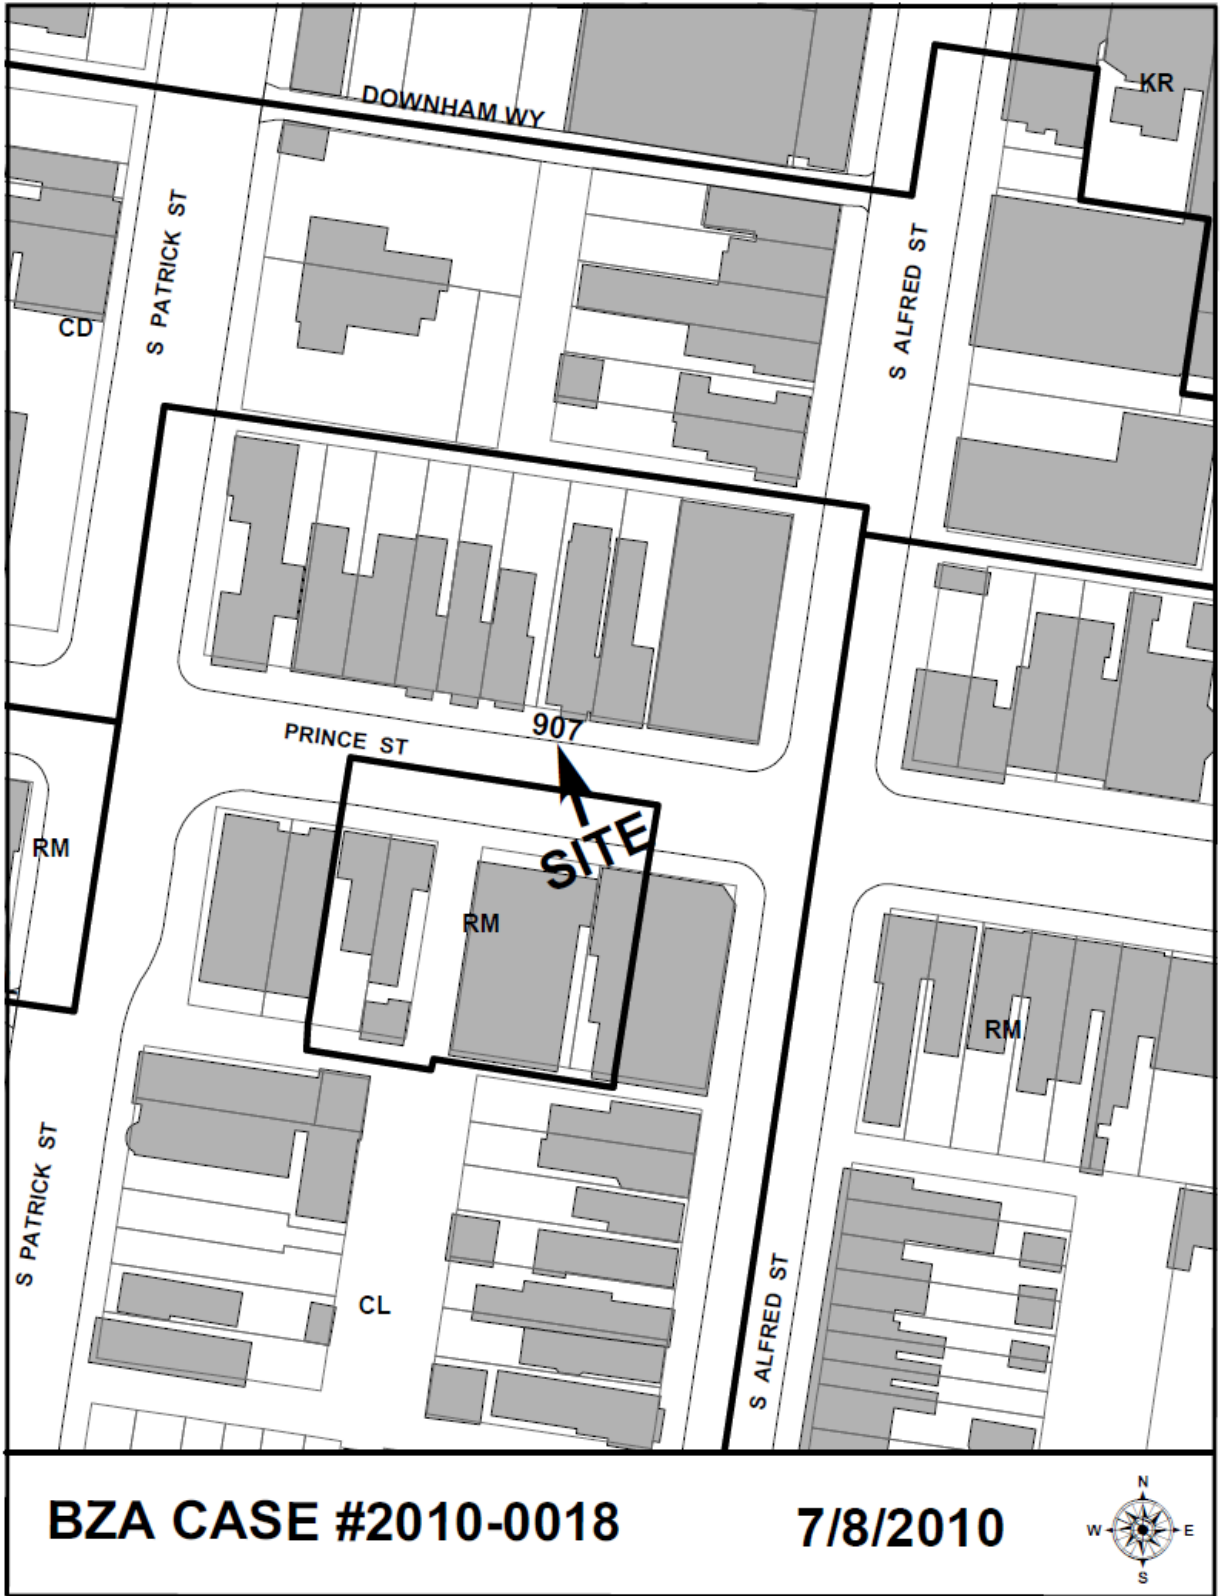 DOWNHAM WY
KR
S PATRICK ST
S ALFRED ST
CD
907
PRINCE ST
SITE
RM
RM
RM
S PATRICK ST
S ALFRED ST
CL
BZA CASE #2010-0018
7/8/2010
N
W
E
S